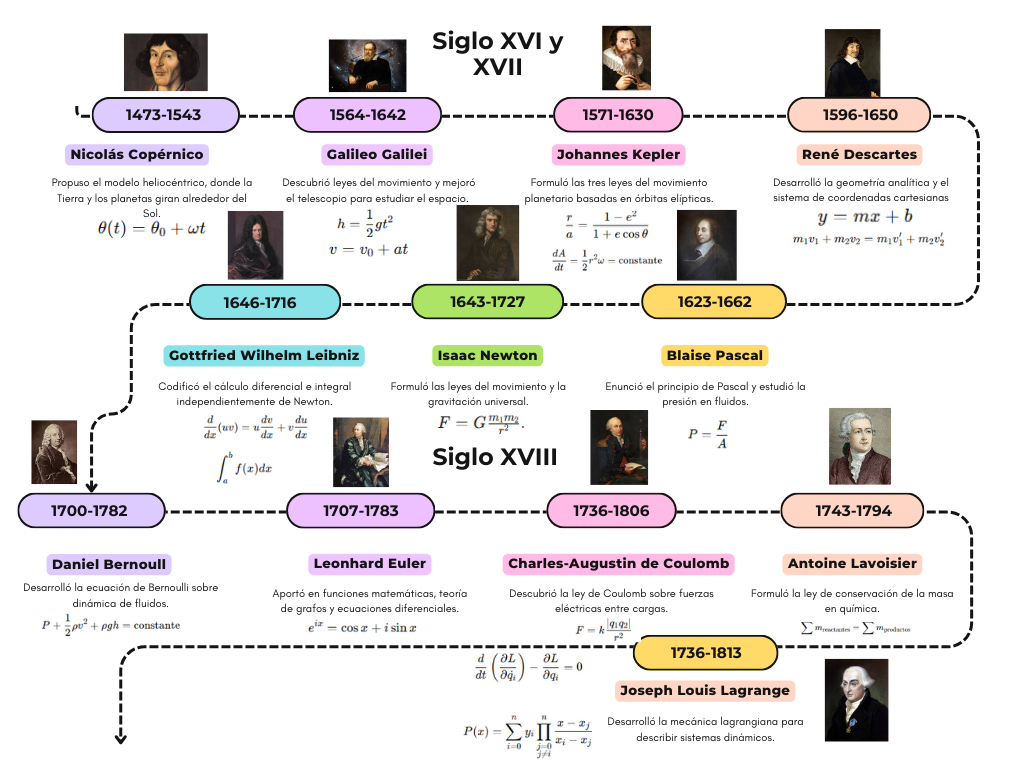 Siglo XVI y
XVII
1473-1543
Nicolás Copérnico
Propuso el modelo heliocéntrico, donde la
Tierra y los planetas giran alrededor del
Sol.
θ(t) = θ₀ + ωt
1564-1642
Galileo Galilei
Descubrió leyes del movimiento y mejoró
el telescopio para estudiar el espacio.
h = 1/2 gt²
v = v₀ + at
1571-1630
Johannes Kepler
Formuló las tres leyes del movimiento
planetario basadas en órbitas elípticas.
r/a = (1 − e²)/(1 + e cos θ)
dA/dt = 1/2 r²ω = constante
1596-1650
René Descartes
Desarrolló la geometría analítica y el
sistema de coordenadas cartesianas
y = mx + b
m₁v₁ + m₂v₂ = m₁v₁′ + m₂v₂′
1646-1716
Gottfried Wilhelm Leibniz
Codificó el cálculo diferencial e integral
independientemente de Newton.
d/dx (uv) = u dv/dx + v du/dx
∫ₐᵇ f(x)dx
1643-1727
Isaac Newton
Formuló las leyes del movimiento y la
gravitación universal.
F = G m₁m₂/r².
1623-1662
Blaise Pascal
Enunció el principio de Pascal y estudió la
presión en fluidos.
P = F/A
Siglo XVIII
1700-1782
Daniel Bernoull
Desarrolló la ecuación de Bernoulli sobre
dinámica de fluidos.
P + 1/2 ρv² + ρgh = constante
1707-1783
Leonhard Euler
Aportó en funciones matemáticas, teoría
de grafos y ecuaciones diferenciales.
eⁱˣ = cos x + i sin x
1736-1806
Charles-Augustin de Coulomb
Descubrió la ley de Coulomb sobre fuerzas
eléctricas entre cargas.
F = k |q₁q₂|/r²
1743-1794
Antoine Lavoisier
Formuló la ley de conservación de la masa
en química.
∑ m_reactantes = ∑ m_productos
1736-1813
Joseph Louis Lagrange
Desarrolló la mecánica lagrangiana para
describir sistemas dinámicos.
d/dt (∂L/∂q̇ᵢ) − ∂L/∂qᵢ = 0
P(x) = ∑ᵢ₌₀ⁿ yᵢ ∏ⱼ₌₀, ⱼ≠ᵢⁿ (x − xⱼ)/(xᵢ − xⱼ)